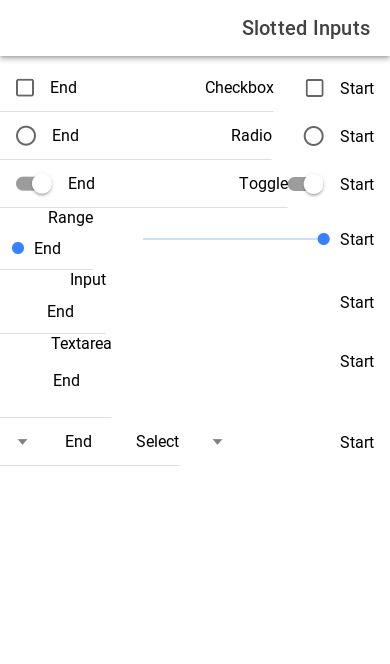 Slotted Inputs
End Checkbox Start
End Radio Start
End Toggle Start
Range
End Start
Input
End Start
Textarea
End Start
End Select Start